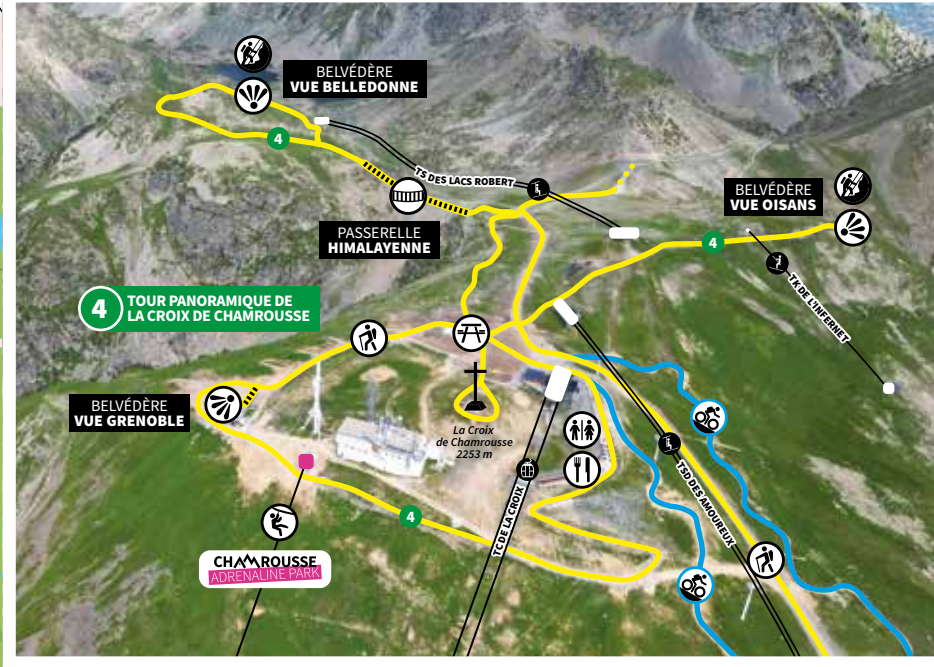 BELVÉDÈRE
VUE BELLEDONNE
4
TS DES LACS ROBERT
BELVÉDÈRE
VUE OISANS
PASSERELLE
HIMALAYENNE
4
TK DE L'INFERNET
4
TOUR PANORAMIQUE DE
LA CROIX DE CHAMROUSSE
BELVÉDÈRE
VUE GRENOBLE
La Croix
de Chamrousse
2253 m
TC DE LA CROIX
TSD DES AMOUREUX
4
CHAMROUSSE
ADRENALINE PARK